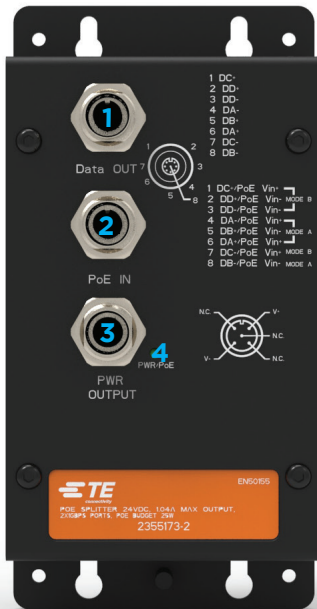 1
Data OUT
2
PoE IN
3
PWR
OUTPUT
4
PWR/PoE
1 DC+
2 DD+
3 DD-
4 DA-
5 DB+
6 DA+
7 DC-
8 DB-
1
2
7
3
6
4
5
8
1 DC+/PoE Vin+
2 DD+/PoE Vin- MODE B
3 DD-/PoE Vin-
4 DA-/PoE Vin+
5 DB+/PoE Vin- MODE A
6 DA+/PoE Vin+
7 DC-/PoE Vin+ MODE B
8 DB-/PoE Vin- MODE A
N.C. V-
N.C.
V- N.C.
TE
connectivity
EN50155
POE SPLITTER 24VDC, 1.04A MAX OUTPUT,
2X1GBPS PORTS, POE BUDGET 25W
2355173-2